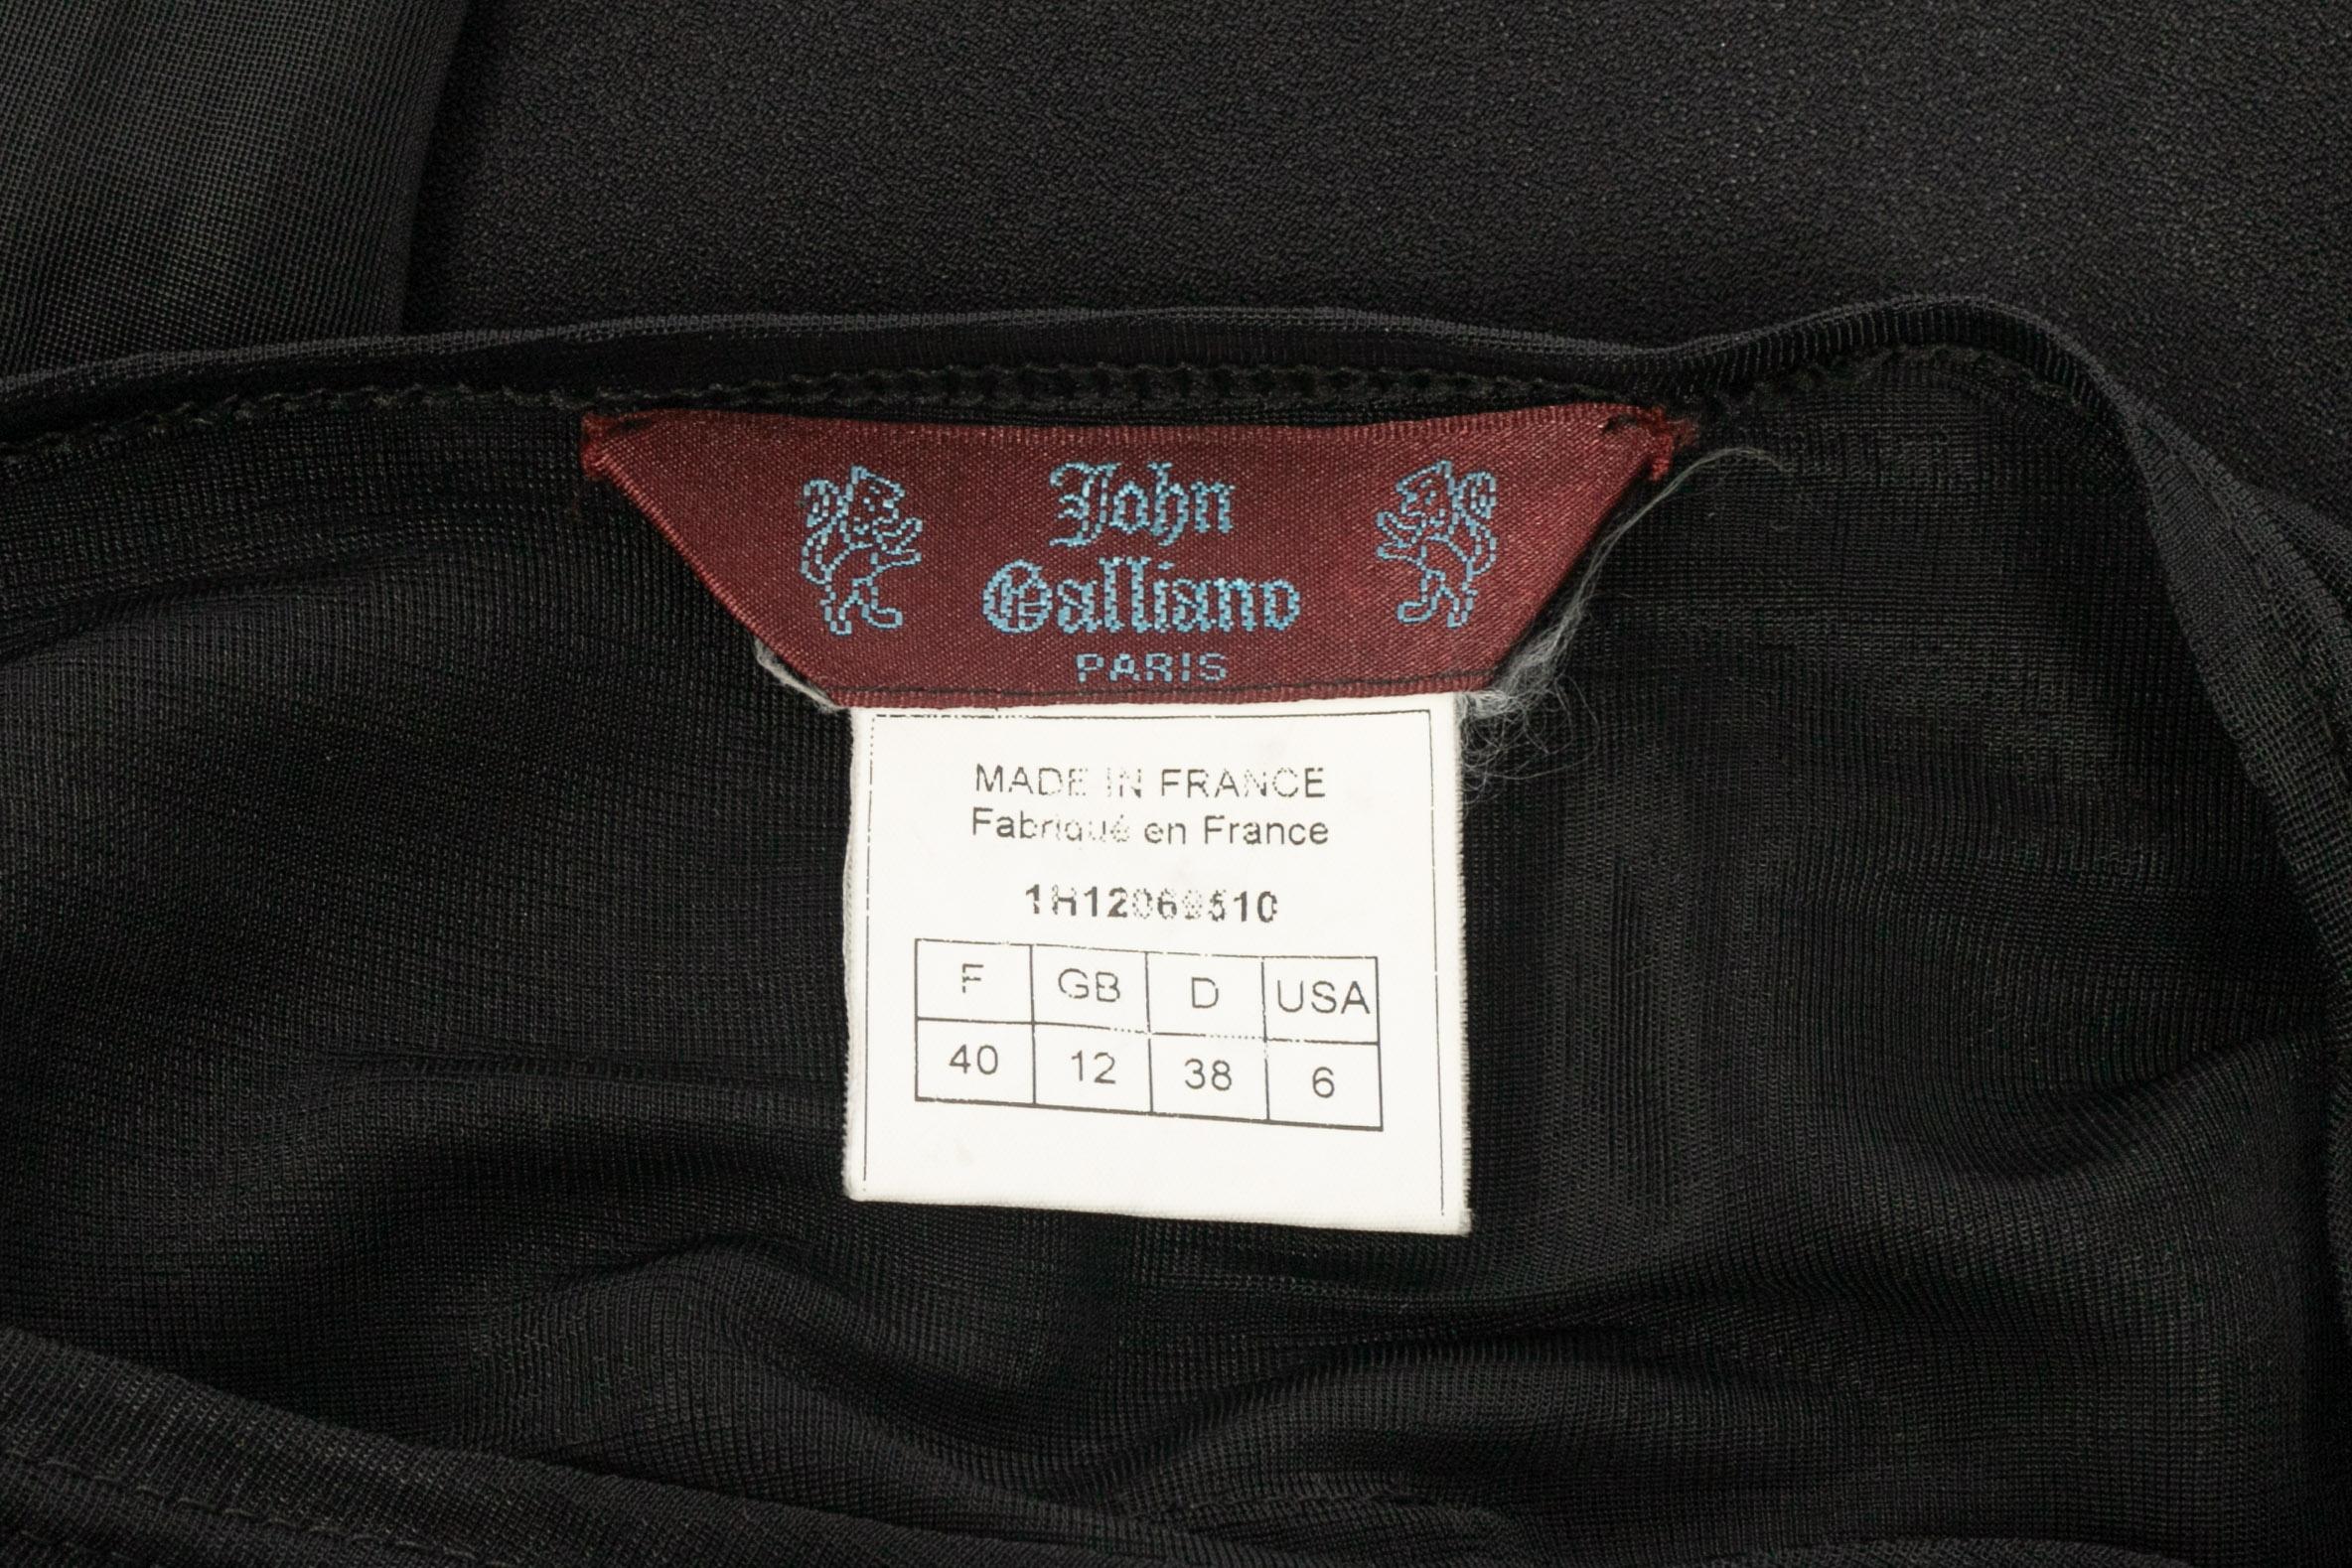 John
Galliano
PARIS
MADE IN FRANCE
Fabriqué en France
F GB D USA
40 12 38 6